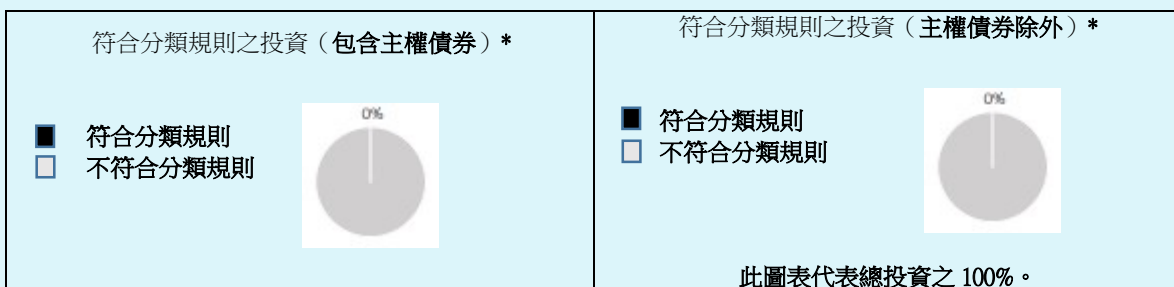 符合分類規則之投資（包含主權債券）*
符合分類規則
不符合分類規則
0%
符合分類規則之投資（主權債券除外）*
符合分類規則
不符合分類規則
0%
此圖表代表總投資之 100%。